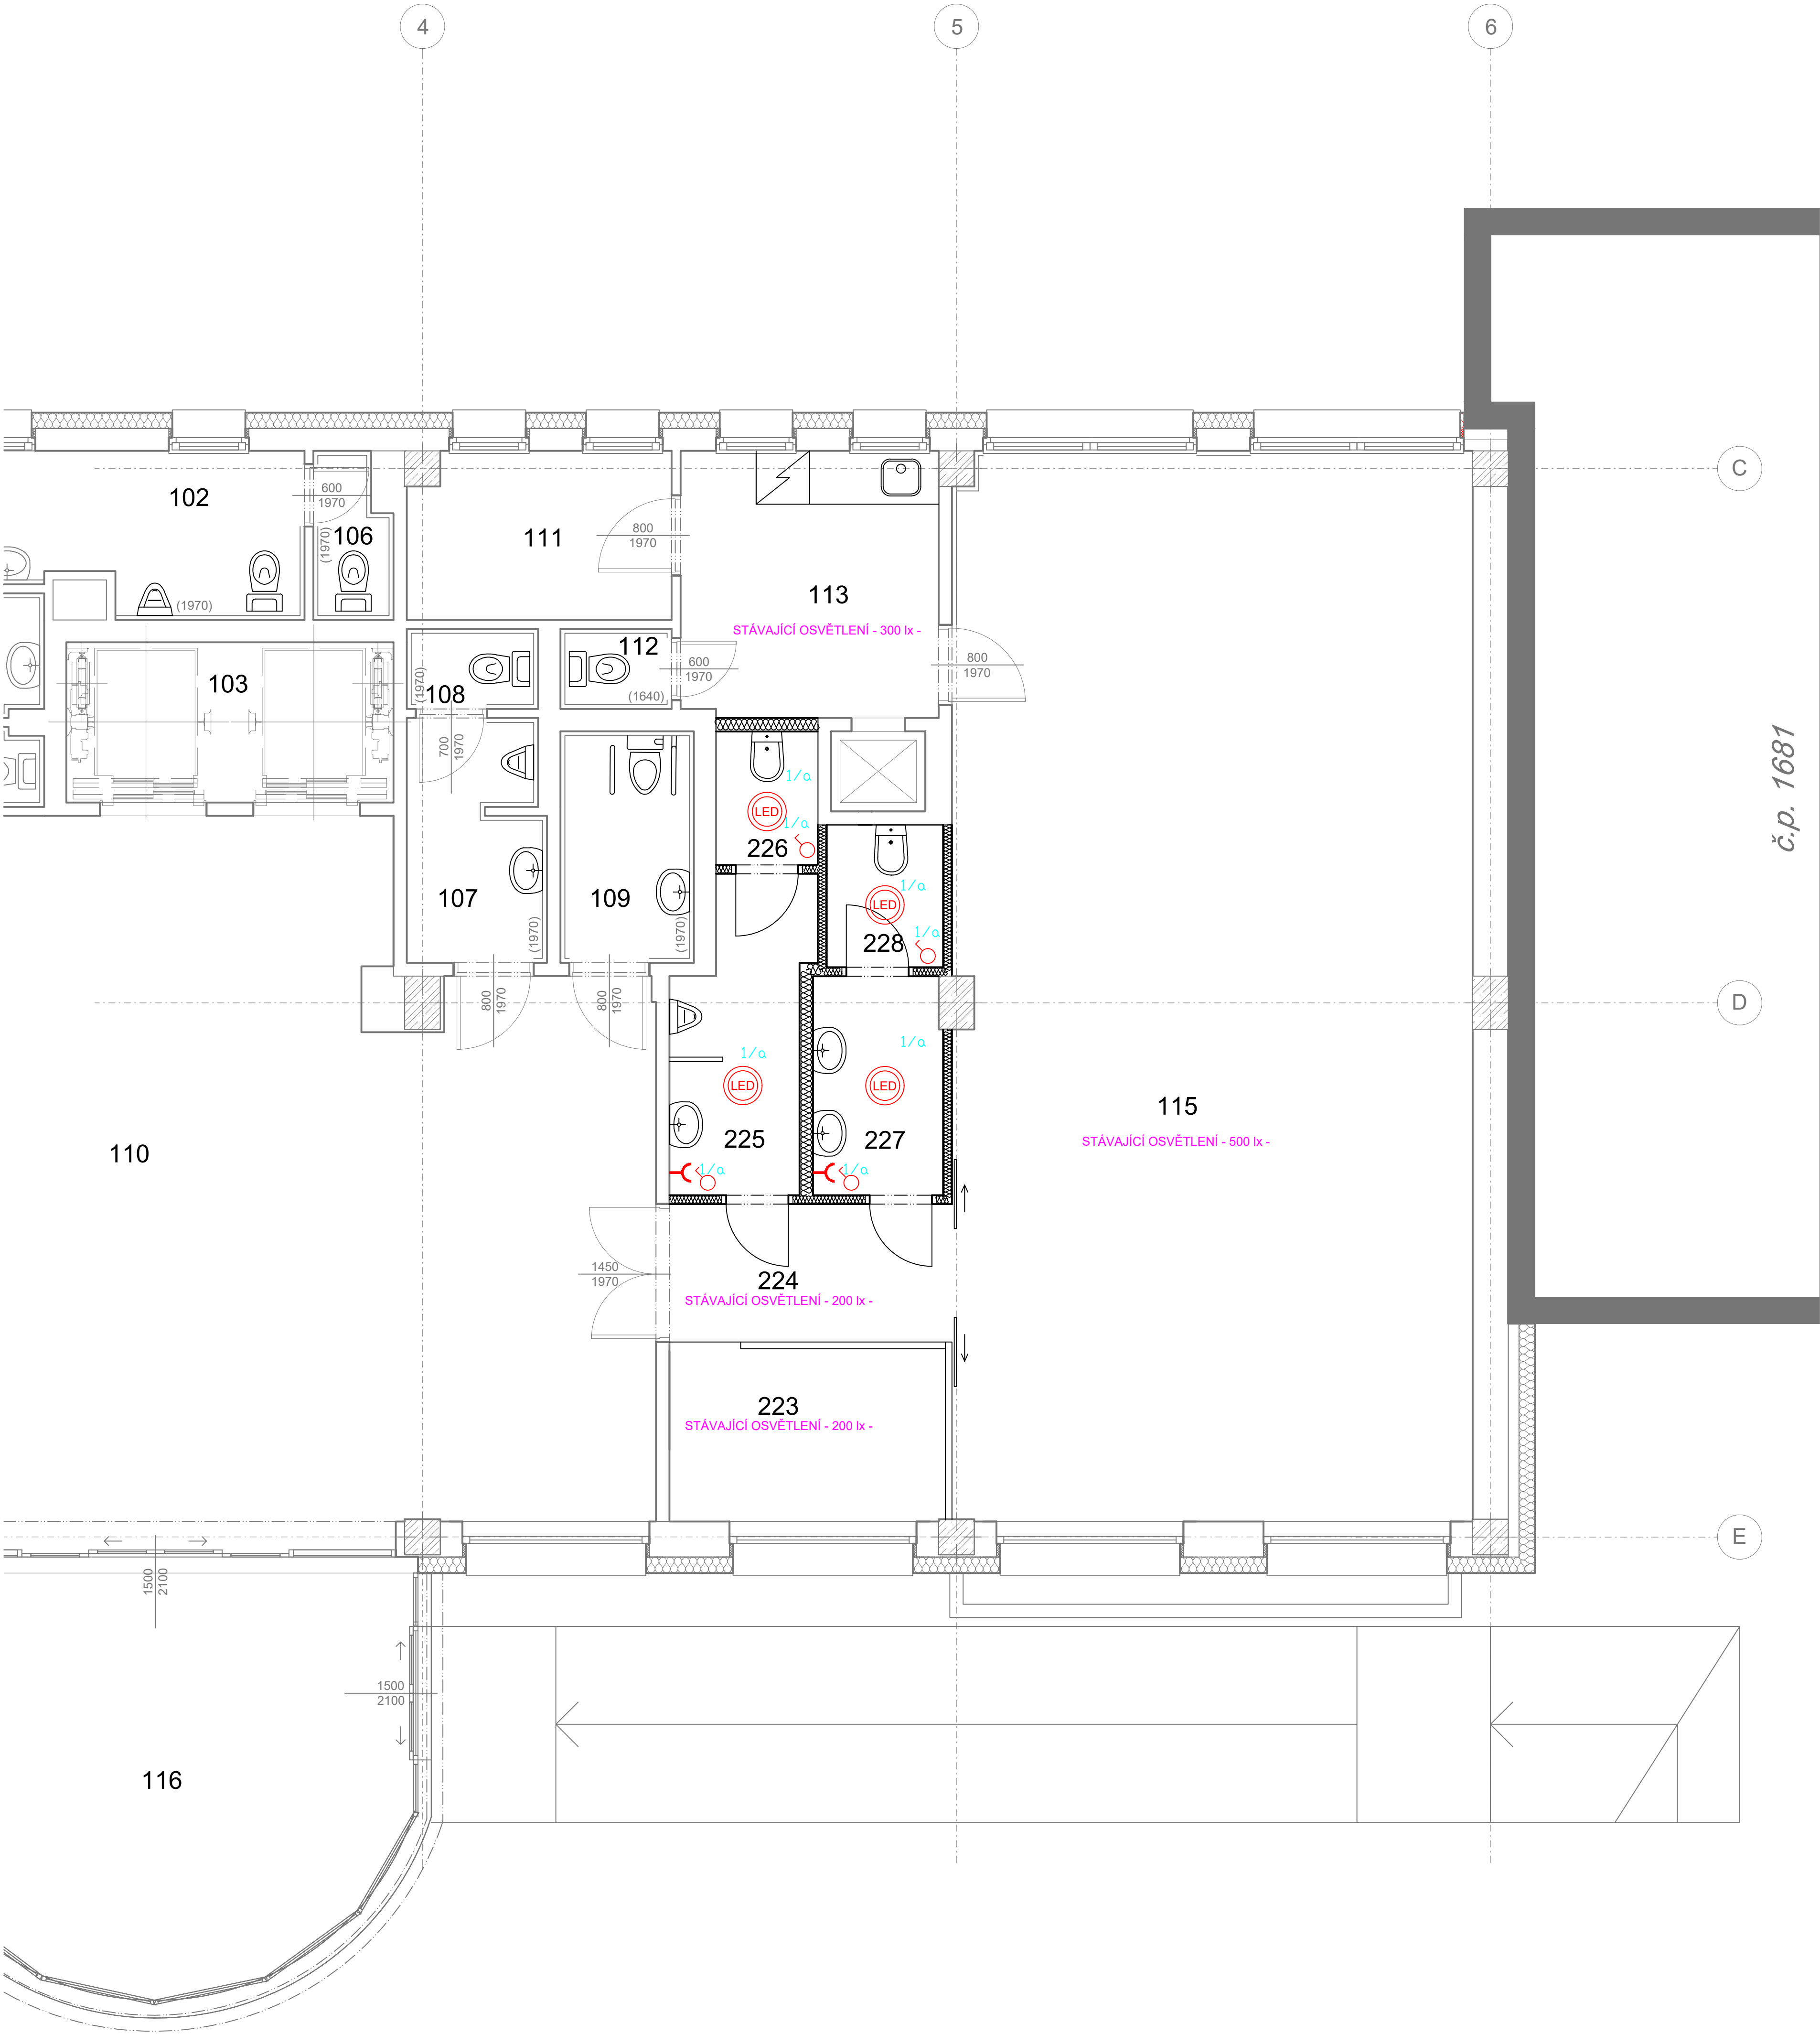 4
5
6
C
102
600
1970
(1970)
106
111
800
1970
113
(1970)
STÁVAJÍCÍ OSVĚTLENÍ - 300 lx -
112
600
1970
800
1970
103
(1970)
108
(1640)
700
1970
č.p. 1681
1/a
LED
1/a
226
107
109
1/a
LED
1/a
228
(1970)
(1970)
800
1970
800
1970
D
1/a
1/a
LED
LED
115
110
225
227
STÁVAJÍCÍ OSVĚTLENÍ - 500 lx -
1/a
1/a
1450
1970
224
STÁVAJÍCÍ OSVĚTLENÍ - 200 lx -
223
STÁVAJÍCÍ OSVĚTLENÍ - 200 lx -
E
1500
2100
1500
2100
116